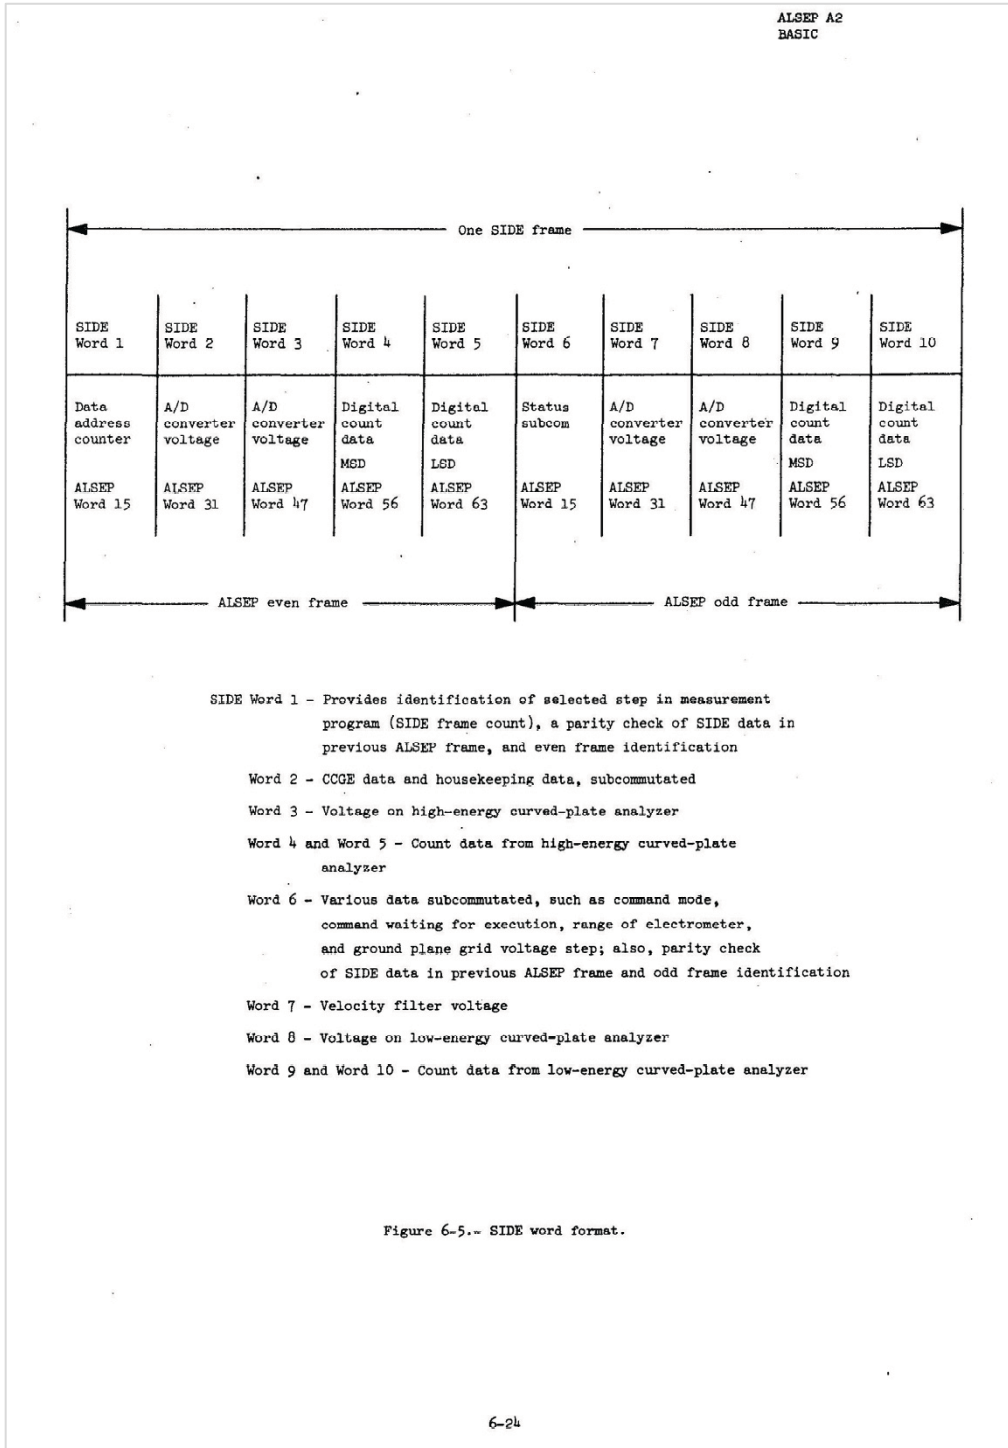 ALSEP A2
BASIC
One SIDE frame
SIDE Word 1
SIDE Word 2
SIDE Word 3
SIDE Word 4
SIDE Word 5
SIDE Word 6
SIDE Word 7
SIDE Word 8
SIDE Word 9
SIDE Word 10
Data address counter
A/D converter voltage
A/D converter voltage
Digital count data MSD
Digital count data LSD
Status subcom
A/D converter voltage
A/D converter voltage
Digital count data MSD
Digital count data LSD
ALSEP Word 15
ALSEP Word 31
ALSEP Word 47
ALSEP Word 56
ALSEP Word 63
ALSEP Word 15
ALSEP Word 31
ALSEP Word 47
ALSEP Word 56
ALSEP Word 63
ALSEP even frame
ALSEP odd frame
SIDE Word 1 - Provides identification of selected step in measurement
program (SIDE frame count), a parity check of SIDE data in
previous ALSEP frame, and even frame identification
Word 2 - CCGE data and housekeeping data, subcommutated
Word 3 - Voltage on high-energy curved-plate analyzer
Word 4 and Word 5 - Count data from high-energy curved-plate
analyzer
Word 6 - Various data subcommutated, such as command mode,
command waiting for execution, range of electrometer,
and ground plane grid voltage step; also, parity check
of SIDE data in previous ALSEP frame and odd frame identification
Word 7 - Velocity filter voltage
Word 8 - Voltage on low-energy curved-plate analyzer
Word 9 and Word 10 - Count data from low-energy curved-plate analyzer
Figure 6-5.- SIDE word format.
6-24